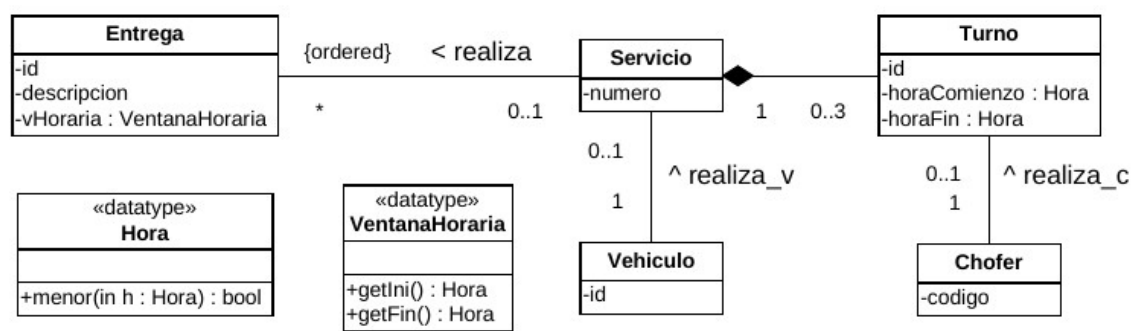 Entrega
-id
-descripcion
-vHoraria : VentanaHoraria
{ordered}
< realiza
*
0..1
Servicio
-numero
1
0..3
Turno
-id
-horaComienzo : Hora
-horaFin : Hora
0..1
^ realiza_v
1
0..1
^ realiza_c
1
«datatype»
Hora
+menor(in h : Hora) : bool
«datatype»
VentanaHoraria
+getIni() : Hora
+getFin() : Hora
Vehiculo
-id
Chofer
-codigo